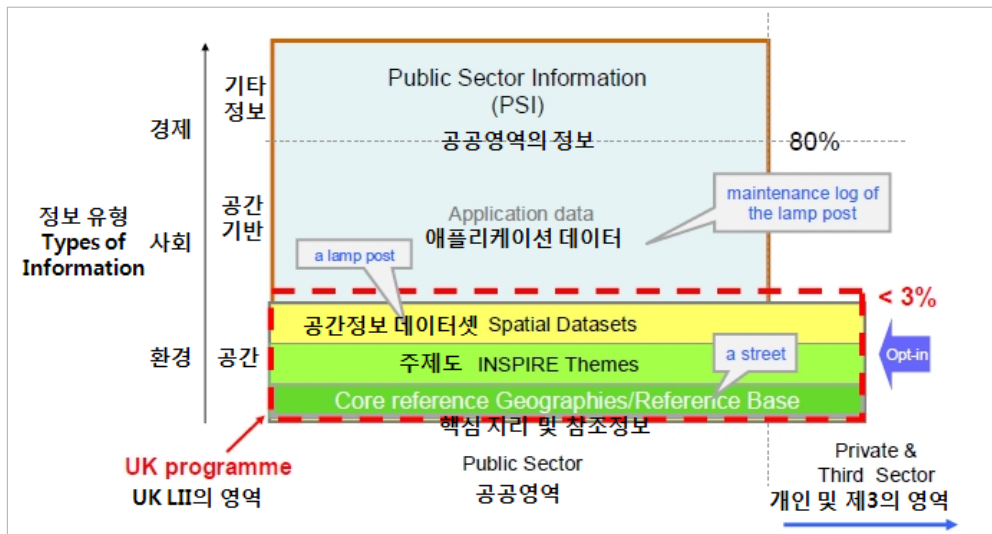 기타
정보
경제
Public Sector Information
(PSI)
공공영역의 정보
80%
정보 유형
Types of
Information
사회
공간
기반
Application data
애플리케이션 데이터
maintenance log of
the lamp post
a lamp post
< 3%
공간정보 데이터셋 Spatial Datasets
환경
공간
주제도 INSPIRE Themes
a street
Opt-in
Core reference Geographies/Reference Base
핵심 지리 및 참조정보
UK programme
UK LII의 영역
Public Sector
공공영역
Private &
Third Sector
개인 및 제3의 영역